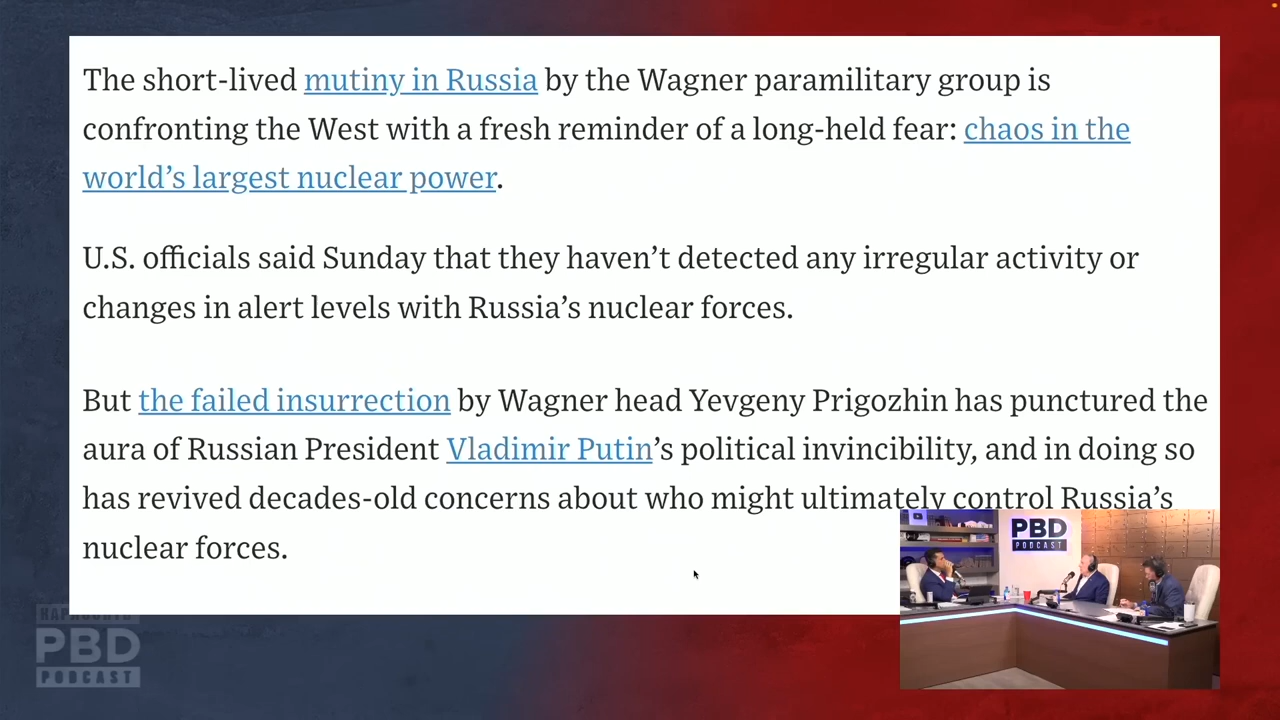 The short-lived mutiny in Russia by the Wagner paramilitary group is
confronting the West with a fresh reminder of a long-held fear: chaos in the
world’s largest nuclear power.
U.S. officials said Sunday that they haven’t detected any irregular activity or
changes in alert levels with Russia’s nuclear forces.
But the failed insurrection by Wagner head Yevgeny Prigozhin has punctured the
aura of Russian President Vladimir Putin’s political invincibility, and in doing so
has revived decades-old concerns about who might ultimately control Russia’s
nuclear forces.
PBD
PODCAST
PBD
PODCAST